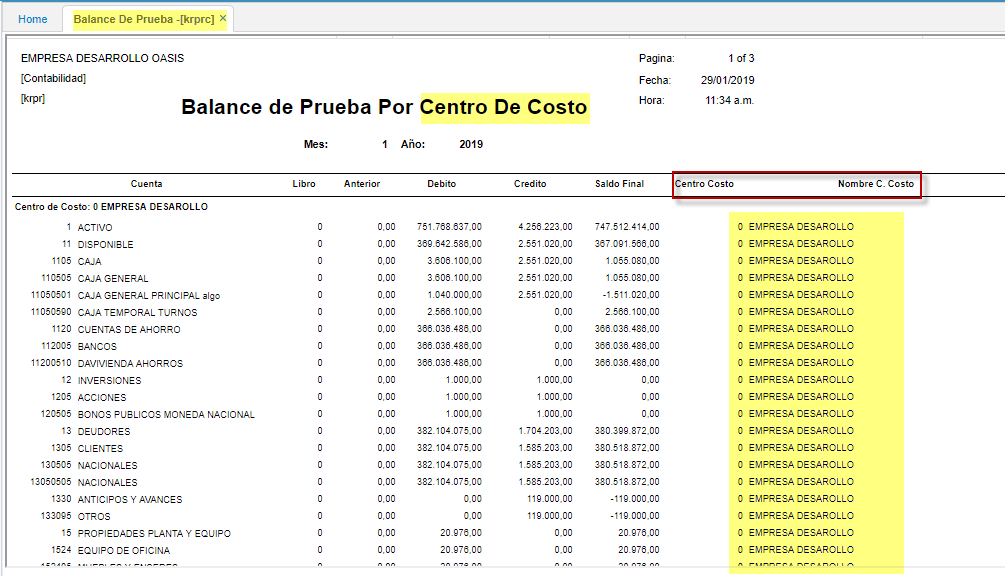 Home Balance De Prueba -[krprc] ×
EMPRESA DESARROLLO OASIS Pagina: 1 of 3
[Contabilidad] Fecha: 29/01/2019
[krpr] Hora: 11:34 a.m.
Balance de Prueba Por Centro De Costo
Mes: 1 Año: 2019
Cuenta Libro Anterior Debito Credito Saldo Final Centro Costo Nombre C. Costo
Centro de Costo: 0 EMPRESA DESAROLLO
1 ACTIVO 0 0,00 751.768.637,00 4.256.223,00 747.512.414,00 0 EMPRESA DESAROLLO
11 DISPONIBLE 0 0,00 369.642.586,00 2.551.020,00 367.091.566,00 0 EMPRESA DESAROLLO
1105 CAJA 0 0,00 3.606.100,00 2.551.020,00 1.055.080,00 0 EMPRESA DESAROLLO
110505 CAJA GENERAL 0 0,00 3.606.100,00 2.551.020,00 1.055.080,00 0 EMPRESA DESAROLLO
11050501 CAJA GENERAL PRINCIPAL algo 0 0,00 1.040.000,00 2.551.020,00 -1.511.020,00 0 EMPRESA DESAROLLO
11050590 CAJA TEMPORAL TURNOS 0 0,00 2.566.100,00 0,00 2.566.100,00 0 EMPRESA DESAROLLO
1120 CUENTAS DE AHORRO 0 0,00 366.036.486,00 0,00 366.036.486,00 0 EMPRESA DESAROLLO
112005 BANCOS 0 0,00 366.036.486,00 0,00 366.036.486,00 0 EMPRESA DESAROLLO
11200510 DAVIVIENDA AHORROS 0 0,00 366.036.486,00 0,00 366.036.486,00 0 EMPRESA DESAROLLO
12 INVERSIONES 0 0,00 1.000,00 1.000,00 0,00 0 EMPRESA DESAROLLO
1205 ACCIONES 0 0,00 1.000,00 1.000,00 0,00 0 EMPRESA DESAROLLO
120505 BONOS PUBLICOS MONEDA NACIONAL 0 0,00 1.000,00 1.000,00 0,00 0 EMPRESA DESAROLLO
13 DEUDORES 0 0,00 382.104.075,00 1.704.203,00 380.399.872,00 0 EMPRESA DESAROLLO
1305 CLIENTES 0 0,00 382.104.075,00 1.585.203,00 380.518.872,00 0 EMPRESA DESAROLLO
130505 NACIONALES 0 0,00 382.104.075,00 1.585.203,00 380.518.872,00 0 EMPRESA DESAROLLO
13050505 NACIONALES 0 0,00 382.104.075,00 1.585.203,00 380.518.872,00 0 EMPRESA DESAROLLO
1330 ANTICIPOS Y AVANCES 0 0,00 0,00 119.000,00 -119.000,00 0 EMPRESA DESAROLLO
133095 OTROS 0 0,00 0,00 119.000,00 -119.000,00 0 EMPRESA DESAROLLO
15 PROPIEDADES PLANTA Y EQUIPO 0 0,00 20.976,00 0,00 20.976,00 0 EMPRESA DESAROLLO
1524 EQUIPO DE OFICINA 0 0,00 20.976,00 0,00 20.976,00 0 EMPRESA DESAROLLO